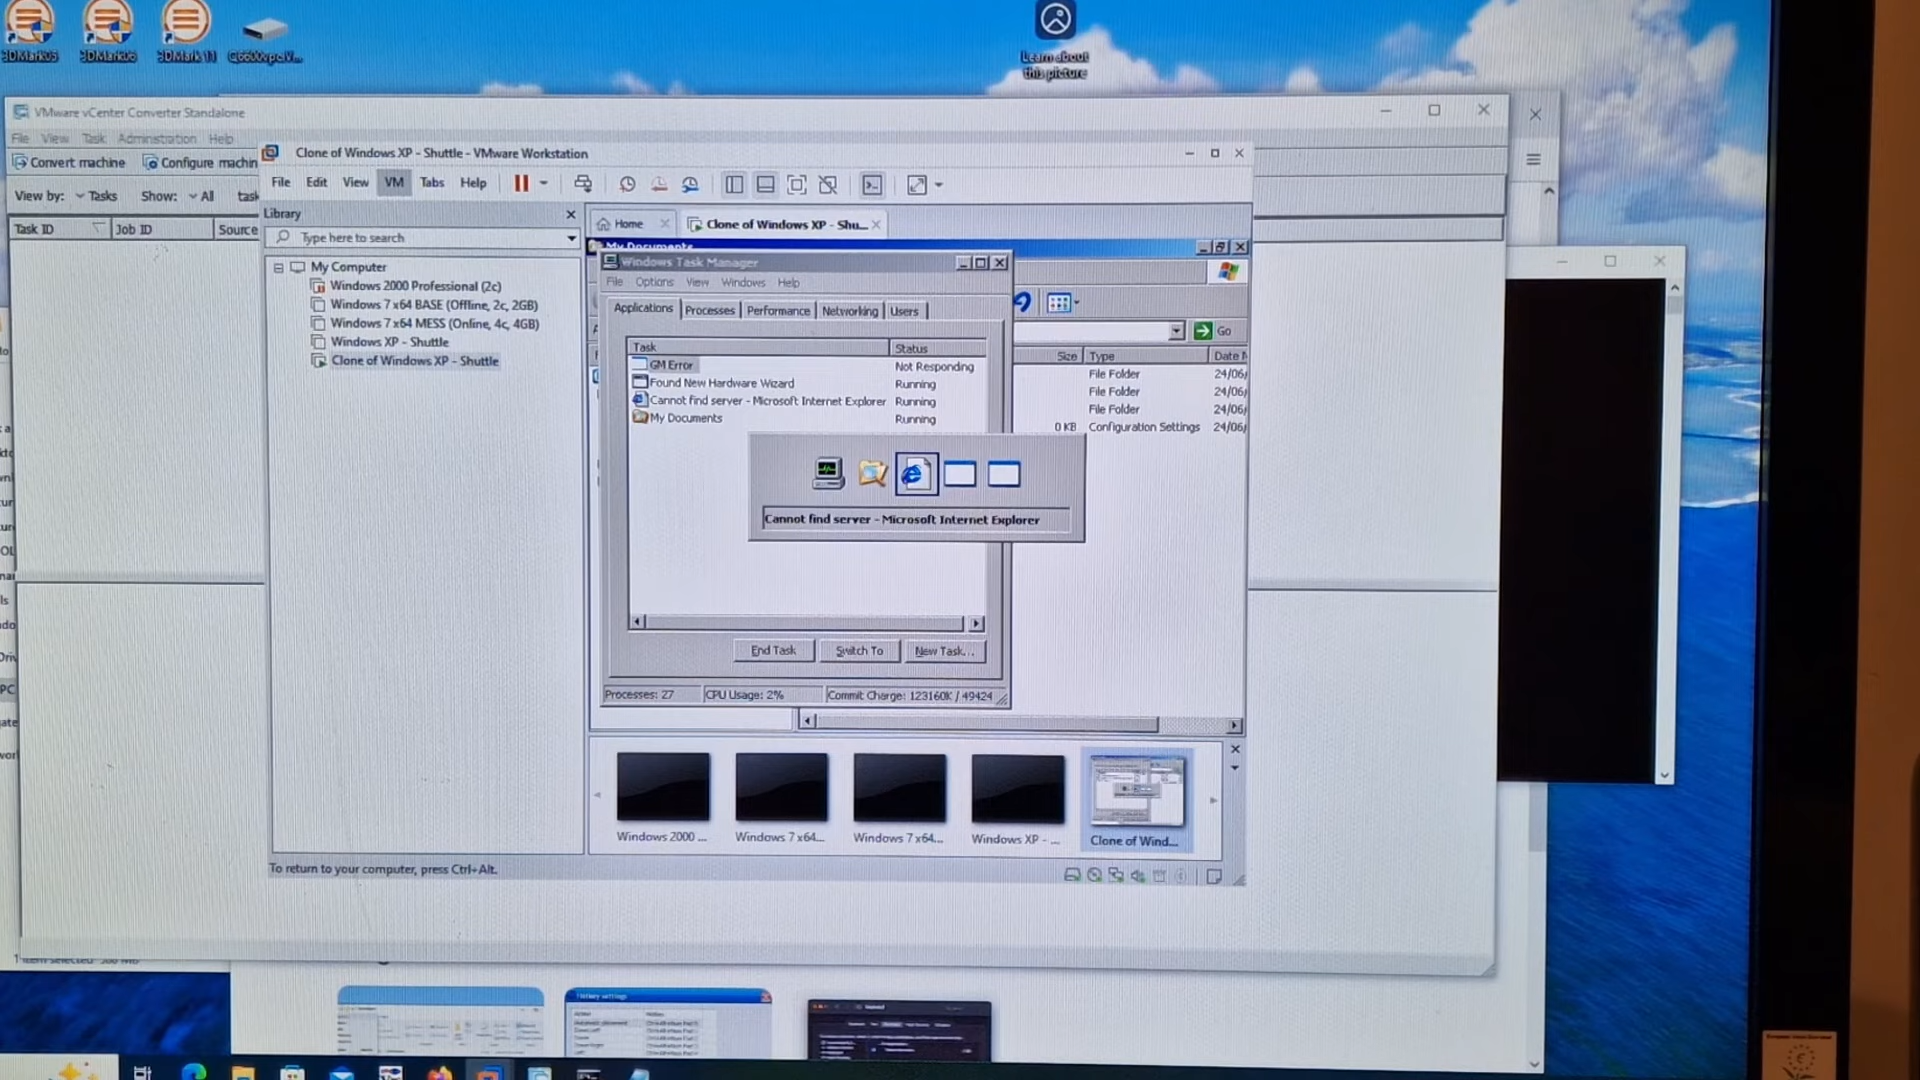 3DMark05
3DMark06
3DMark 11
Learn about
this picture
VMware vCenter Converter Standalone
File View Task Administration Help
Convert machine Configure machin
View by: Tasks Show: All task
Task ID Job ID Source
Clone of Windows XP - Shuttle - VMware Workstation
File Edit View VM Tabs Help
Library
Type here to search
My Computer
Windows 2000 Professional (2c)
Windows 7 x64 BASE (Offline, 2c, 2GB)
Windows 7 x64 MESS (Online, 4c, 4GB)
Windows XP - Shuttle
Clone of Windows XP - Shuttle
Home Clone of Windows XP - Shu...
My Documents
Windows Task Manager
File Options View Windows Help
Applications Processes Performance Networking Users
Task Status
GM Error Not Responding
Found New Hardware Wizard Running
Cannot find server - Microsoft Internet Explorer Running
My Documents Running
Cannot find server - Microsoft Internet Explorer
End Task Switch To New Task...
Processes: 27 CPU Usage: 2% Commit Charge: 123160K / 49424
Go
Size Type Date M
File Folder 24/06/
File Folder 24/06/
File Folder 24/06/
0 KB Configuration Settings 24/06/
Windows 2000 ... Windows 7 x64... Windows 7 x64... Windows XP - ... Clone of Wind...
To return to your computer, press Ctrl+Alt.